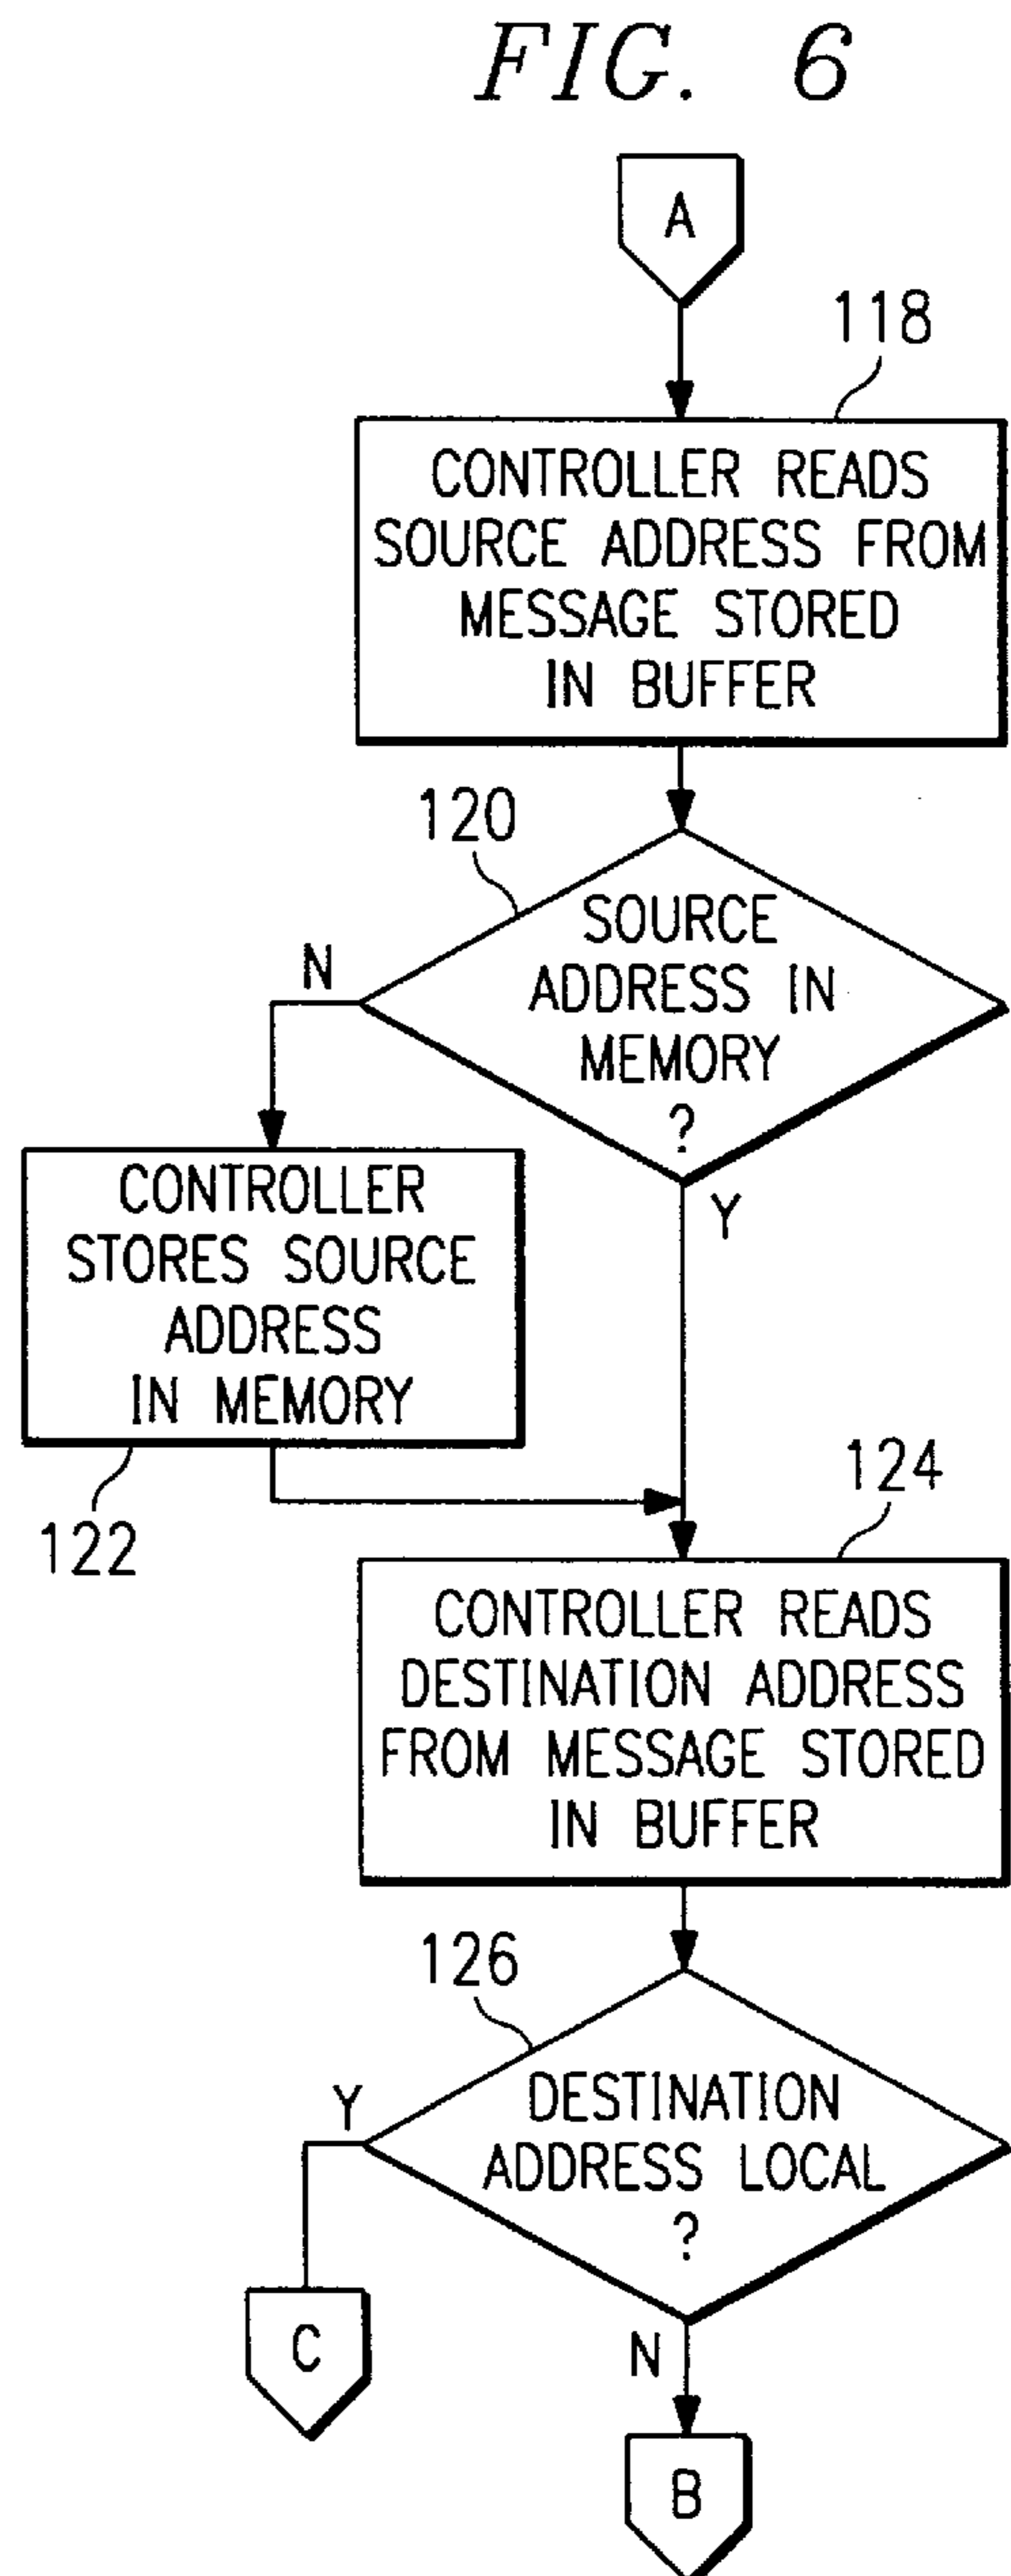 FIG. 6
A
118
CONTROLLER READS
SOURCE ADDRESS FROM
MESSAGE STORED
IN BUFFER
120
SOURCE
ADDRESS IN
MEMORY
?
N
Y
CONTROLLER
STORES SOURCE
ADDRESS
IN MEMORY
122
124
CONTROLLER READS
DESTINATION ADDRESS
FROM MESSAGE STORED
IN BUFFER
126
DESTINATION
ADDRESS LOCAL
?
Y
C
N
B